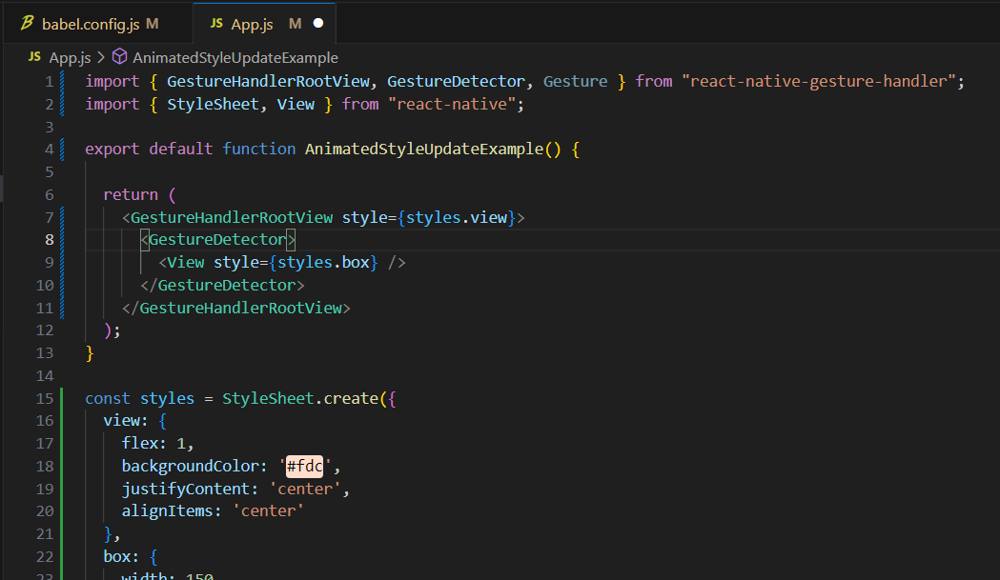 babel.config.js M
JS App.js M
JS App.js > AnimatedStyleUpdateExample
1 import { GestureHandlerRootView, GestureDetector, Gesture } from "react-native-gesture-handler";
2 import { StyleSheet, View } from "react-native";
3
4 export default function AnimatedStyleUpdateExample() {
5
6   return (
7     <GestureHandlerRootView style={styles.view}>
8       <GestureDetector>
9         <View style={styles.box} />
10       </GestureDetector>
11     </GestureHandlerRootView>
12   );
13 }
14
15 const styles = StyleSheet.create({
16   view: {
17     flex: 1,
18     backgroundColor: '#fdc',
19     justifyContent: 'center',
20     alignItems: 'center'
21   },
22   box: {
23     width: 150